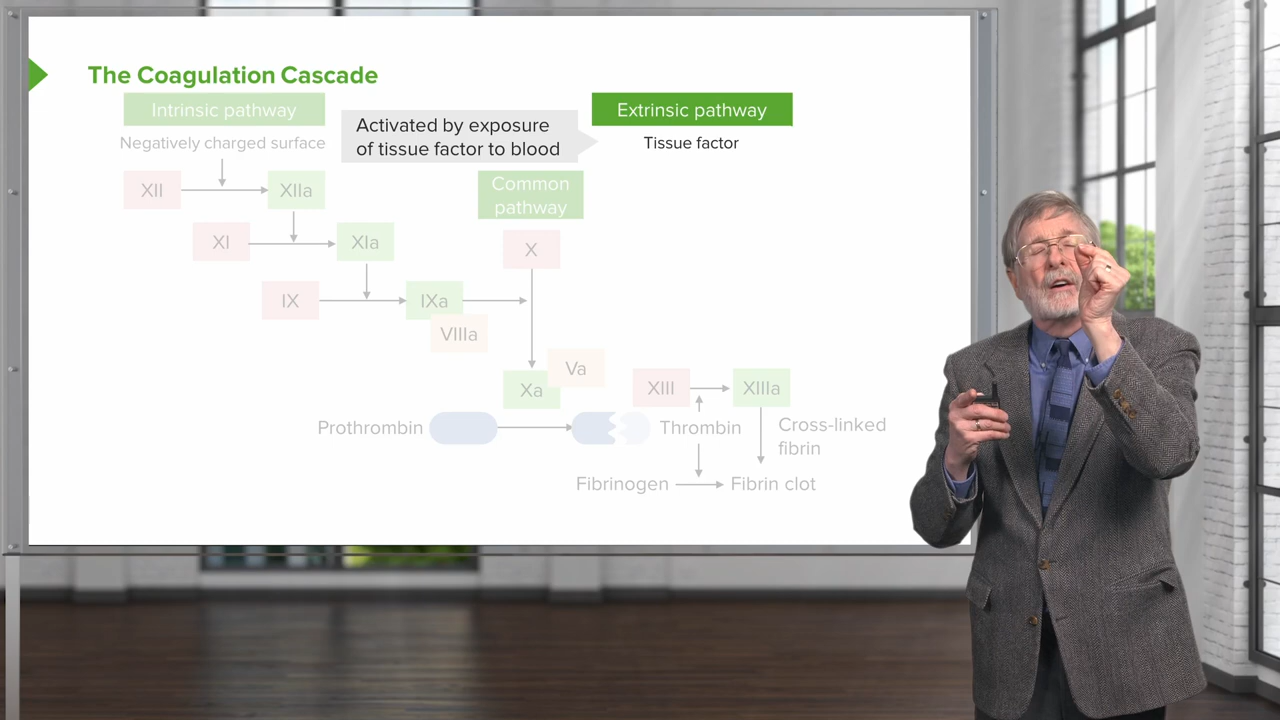 The Coagulation Cascade
Intrinsic pathway
Negatively charged surface
Activated by exposure
of tissue factor to blood
Extrinsic pathway
Tissue factor
XII
XIIa
Common
pathway
XI
XIa
X
IX
IXa
VIIIa
Va
Xa
XIII
XIIIa
Prothrombin
Thrombin
Cross-linked
fibrin
Fibrinogen
Fibrin clot